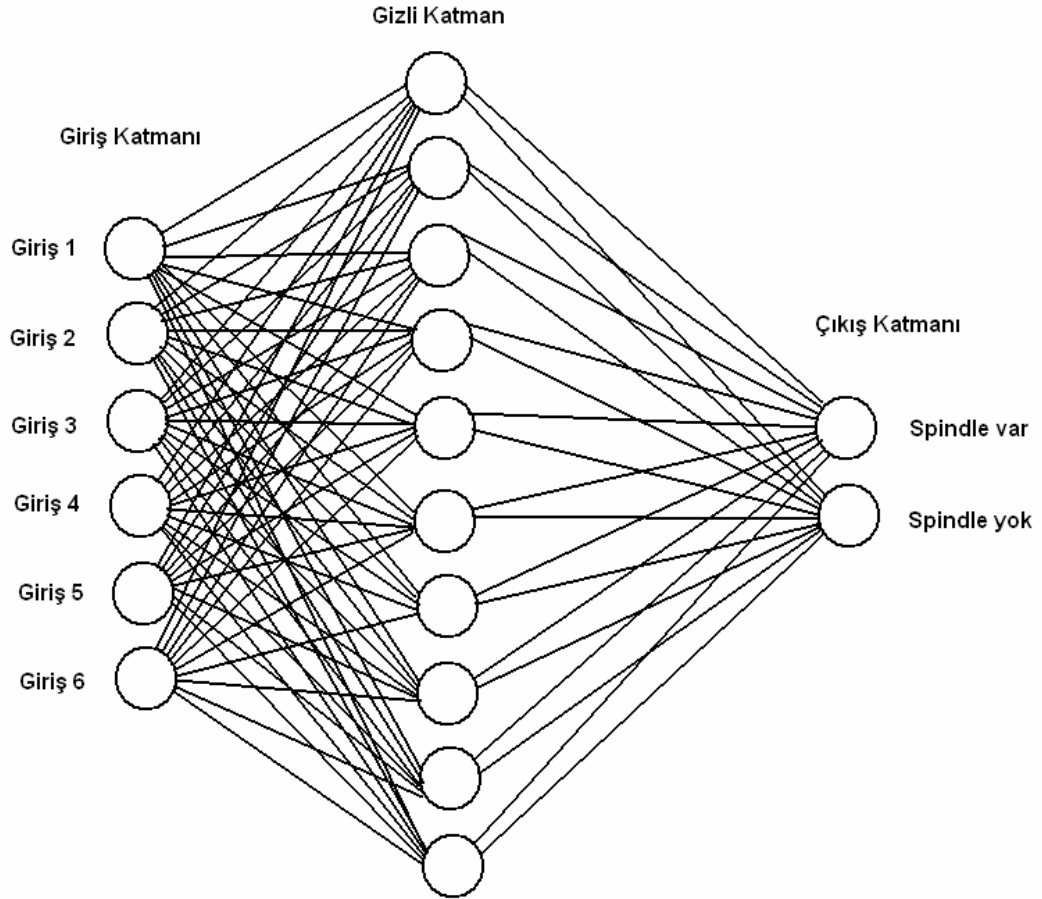 Gizli Katman
Giriş Katmanı
Giriş 1
Giriş 2
Giriş 3
Giriş 4
Giriş 5
Giriş 6
Çıkış Katmanı
Spindle var
Spindle yok